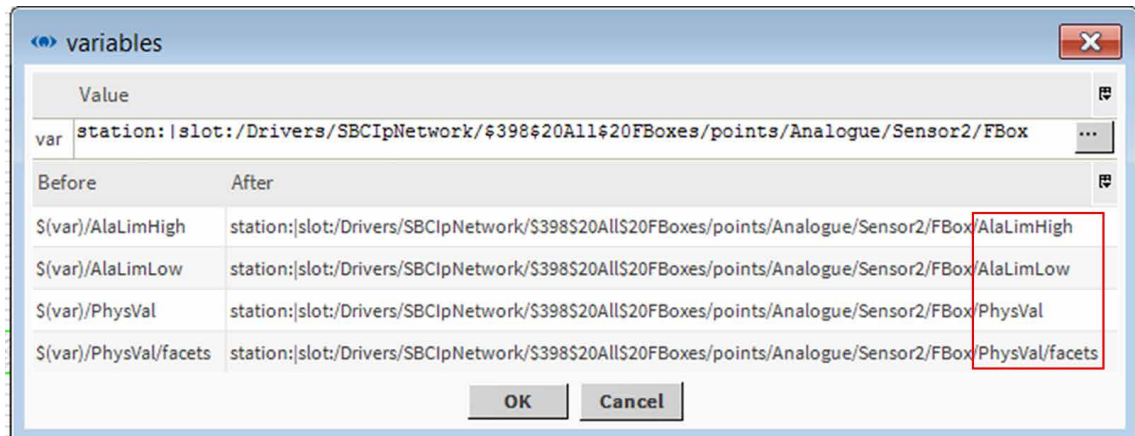 variables
Value
var station:|slot:/Drivers/SBCIpNetwork/$398$20All$20FBoxes/points/Analogue/Sensor2/FBox ...
Before After
$(var)/AlaLimHigh station:|slot:/Drivers/SBCIpNetwork/$398$20All$20FBoxes/points/Analogue/Sensor2/FBox/AlaLimHigh
$(var)/AlaLimLow station:|slot:/Drivers/SBCIpNetwork/$398$20All$20FBoxes/points/Analogue/Sensor2/FBox/AlaLimLow
$(var)/PhysVal station:|slot:/Drivers/SBCIpNetwork/$398$20All$20FBoxes/points/Analogue/Sensor2/FBox/PhysVal
$(var)/PhysVal/facets station:|slot:/Drivers/SBCIpNetwork/$398$20All$20FBoxes/points/Analogue/Sensor2/FBox/PhysVal/facets
OK Cancel